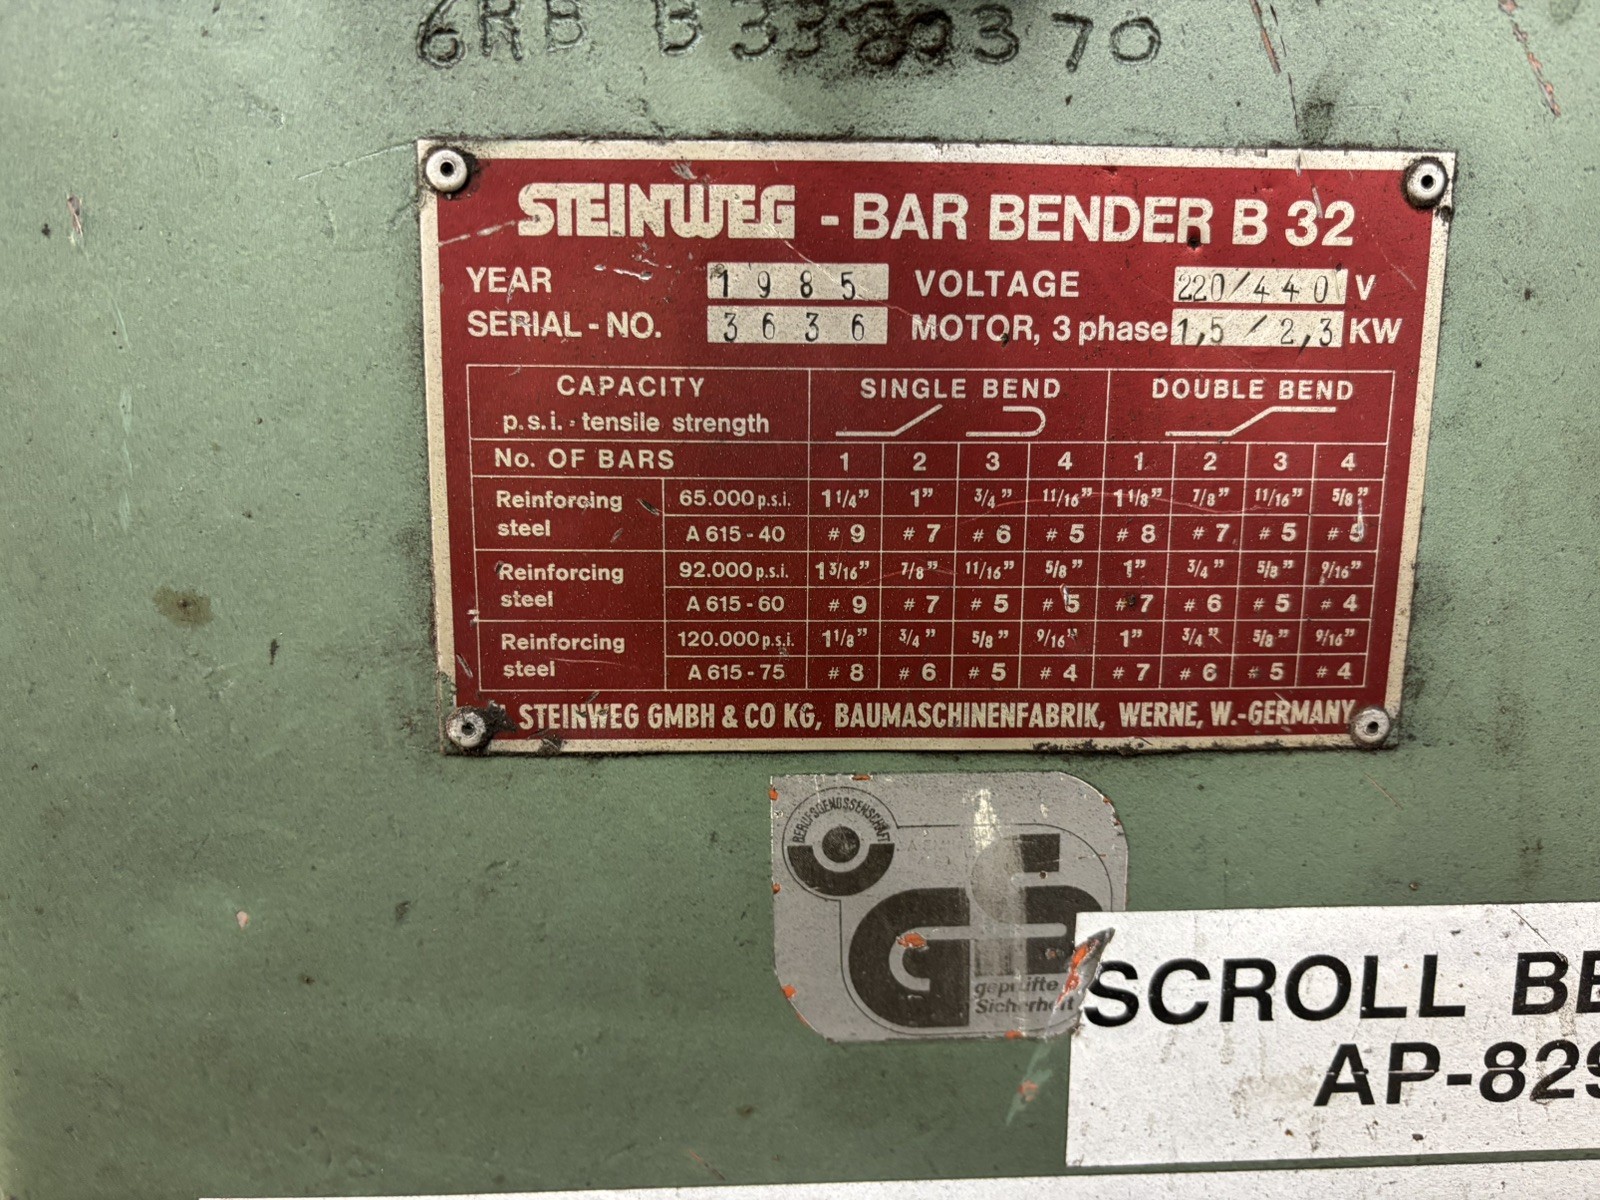 STEINWEG - BAR BENDER B 32
YEAR 1985 VOLTAGE 220/440 V
SERIAL-NO. 3636 MOTOR, 3 phase 1,5 / 2,3 KW
CAPACITY SINGLE BEND DOUBLE BEND
p.s.i. - tensile strength
No. OF BARS 1 2 3 4 1 2 3 4
Reinforcing steel 65.000 p.s.i. 1 1/4" 1" 3/4" 11/16" 1 1/8" 7/8" 11/16" 5/8"
A 615-40 #9 #7 #6 #5 #8 #7 #5 #5
Reinforcing steel 92.000 p.s.i. 1 3/16" 7/8" 11/16" 5/8" 1" 3/4" 5/8" 9/16"
A 615-60 #9 #7 #5 #5 #7 #6 #5 #4
Reinforcing steel 120.000 p.s.i. 1 1/8" 3/4" 5/8" 9/16" 1" 3/4" 5/8" 9/16"
A 615-75 #8 #6 #5 #4 #7 #6 #5 #4
STEINWEG GMBH & CO KG, BAUMASCHINENFABRIK, WERNE, W.-GERMANY
BERUFSGENOSSENSCHAFT
GS
geprüfte
Sicherheit
SCROLL BE
AP-829